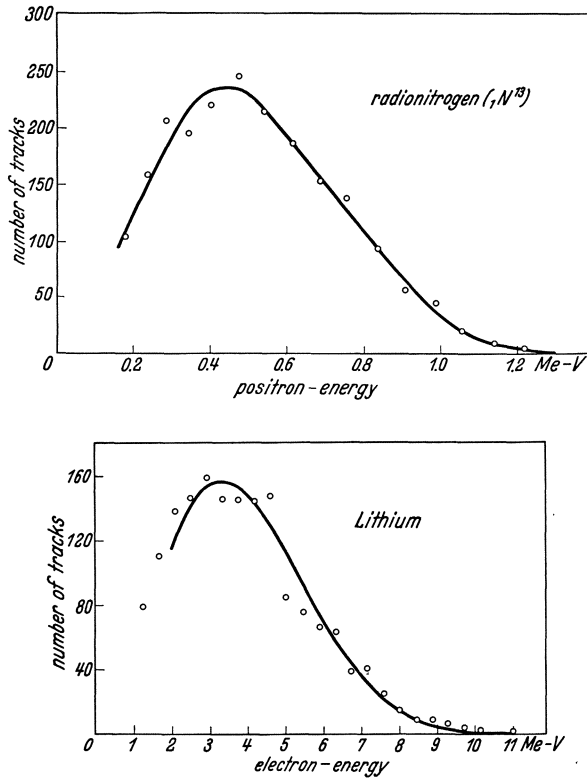 300
250
200
150
100
50
0
number of tracks
radionitrogen (₇N¹³)
0.2 0.4 0.6 0.8 1.0 1.2 Me-V
positron-energy
160
120
80
40
number of tracks
Lithium
0 1 2 3 4 5 6 7 8 9 10 11 Me-V
electron-energy